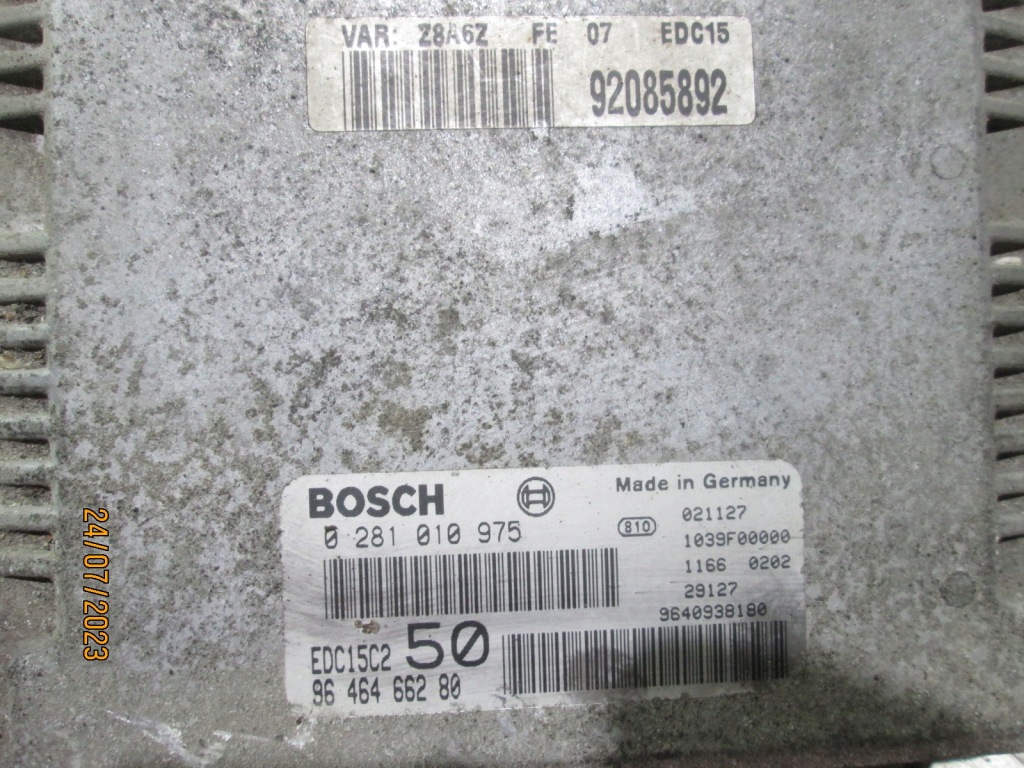 VAR: Z8A6Z FE 07 EDC15
92085892
BOSCH
Made in Germany
0 281 010 975
810
021127
1039F00000
1166 0202
29127
9640938180
EDC15C2 50
96 464 662 80
24/07/2023